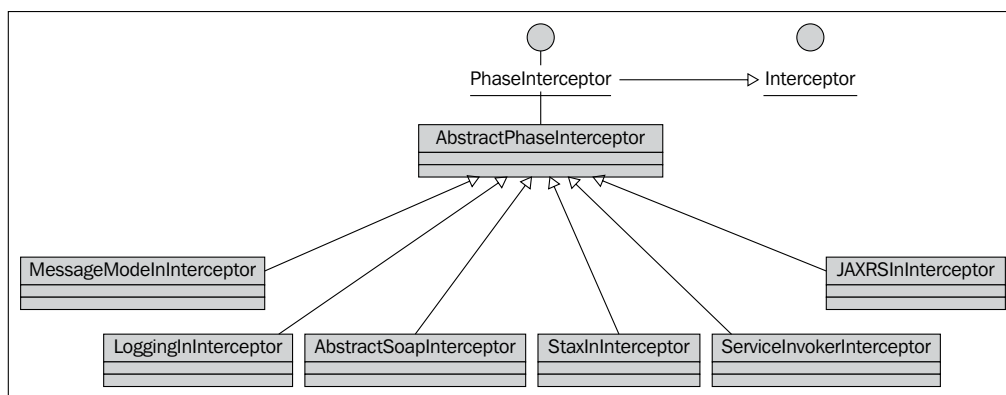 PhaseInterceptor
Interceptor
AbstractPhaseInterceptor
MessageModeInInterceptor
JAXRSInInterceptor
LoggingInInterceptor
AbstractSoapInterceptor
StaxInInterceptor
ServiceInvokerInterceptor